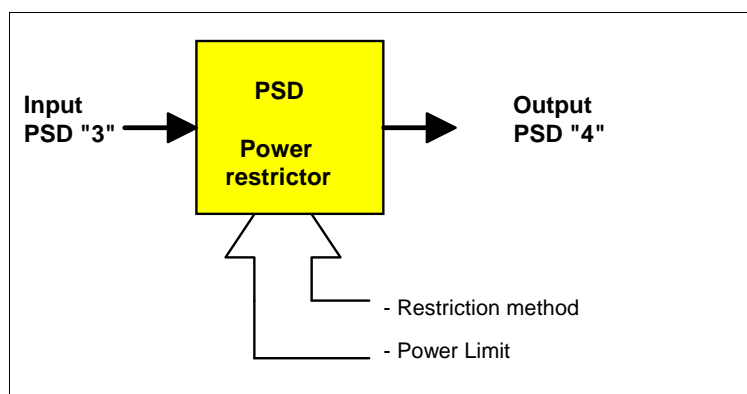 Input
PSD "3"
PSD
Power
restrictor
Output
PSD "4"
- Restriction method
- Power Limit